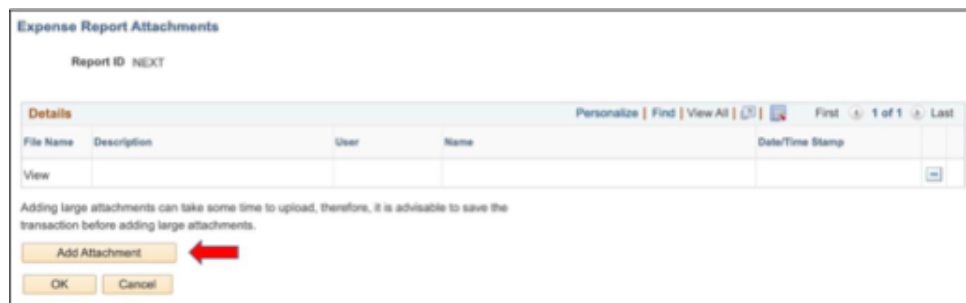 Expense Report Attachments
Report ID NEXT
Details Personalize | Find | View All | | First 1 of 1 Last
File Name Description User Name Date/Time Stamp
View
Adding large attachments can take some time to upload, therefore, it is advisable to save the
transaction before adding large attachments.
Add Attachment
OK Cancel